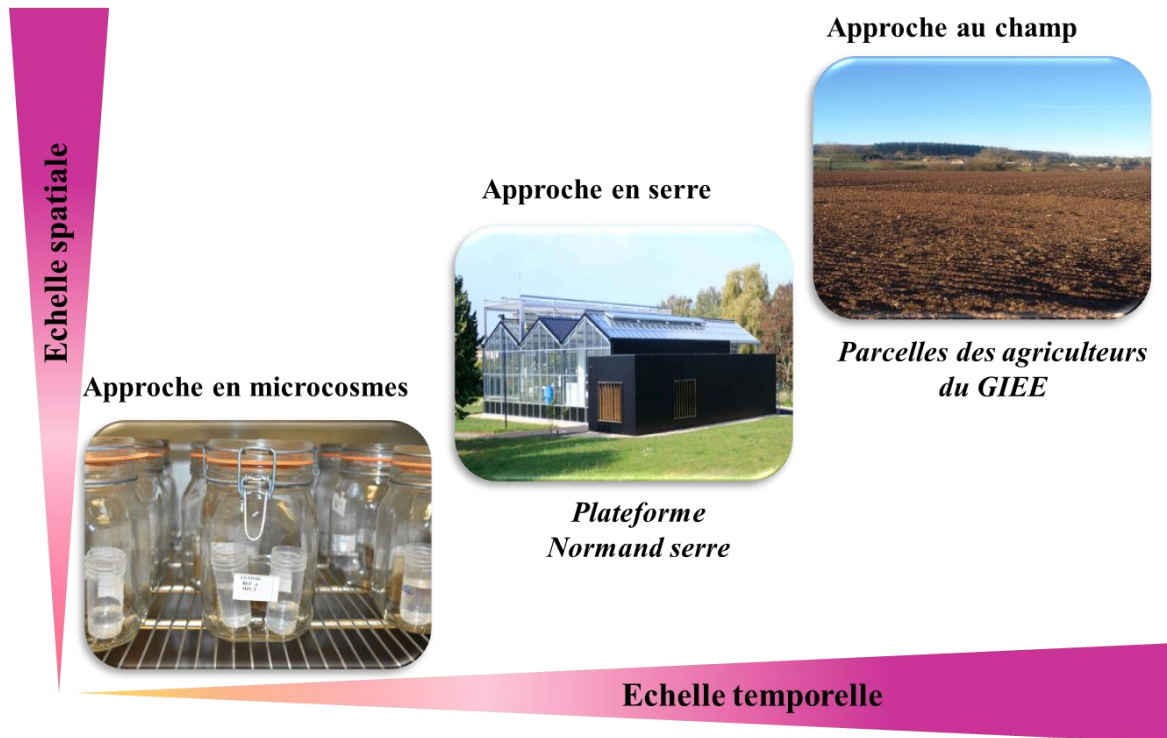 Approche au champ
Approche en serre
Echelle spatiale
Parcelles des agriculteurs
du GIEE
Approche en microcosmes
Plateforme
Normand serre
Echelle temporelle